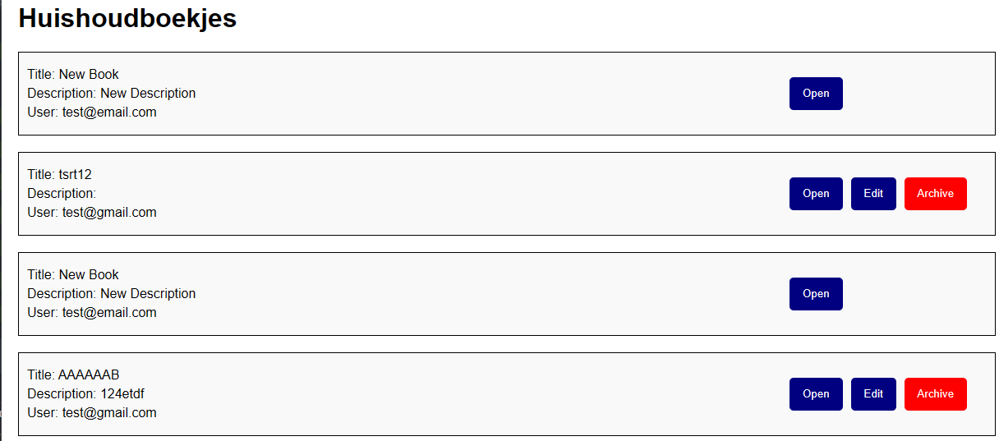 Huishoudboekjes
Title: New Book
Description: New Description
User: test@email.com
Open
Title: tsrt12
Description:
User: test@gmail.com
Open Edit Archive
Title: New Book
Description: New Description
User: test@email.com
Open
Title: AAAAAAB
Description: 124etdf
User: test@gmail.com
Open Edit Archive